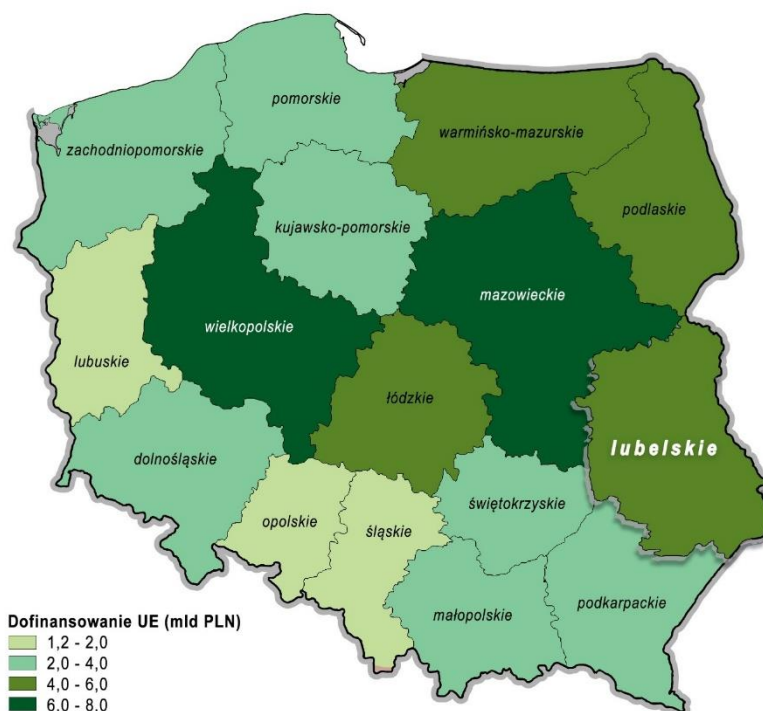 pomorskie
warmińsko-mazurskie
zachodniopomorskie
podlaskie
kujawsko-pomorskie
mazowieckie
wielkopolskie
lubuskie
łódzkie
lubelskie
dolnośląskie
świętokrzyskie
opolskie
śląskie
podkarpackie
małopolskie
Dofinansowanie UE (mld PLN)
1,2 - 2,0
2,0 - 4,0
4,0 - 6,0
6,0 - 8,0